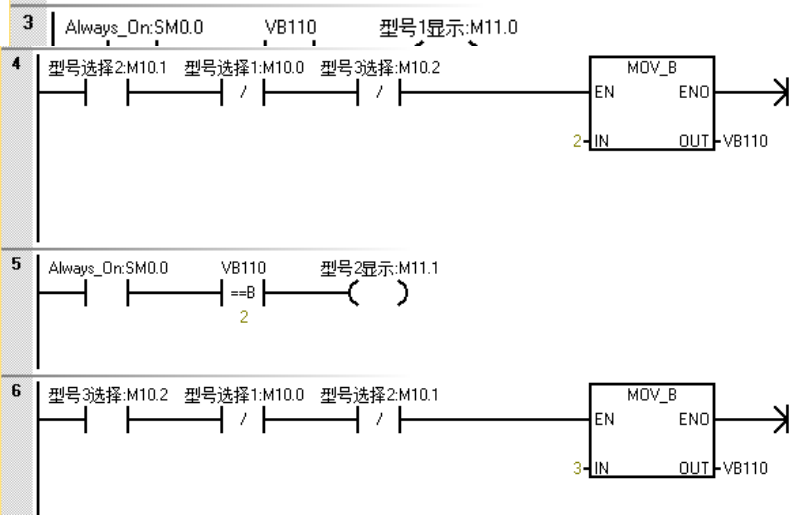 3
Always_On:SM0.0 VB110 型号1显示:M11.0
4
型号选择2:M10.1 型号选择1:M10.0 型号3选择:M10.2 MOV_B
/ / EN ENO
2 IN OUT VB110
5
Always_On:SM0.0 VB110 型号2显示:M11.1
==B
2
6
型号3选择:M10.2 型号选择1:M10.0 型号选择2:M10.1 MOV_B
/ / EN ENO
3 IN OUT VB110